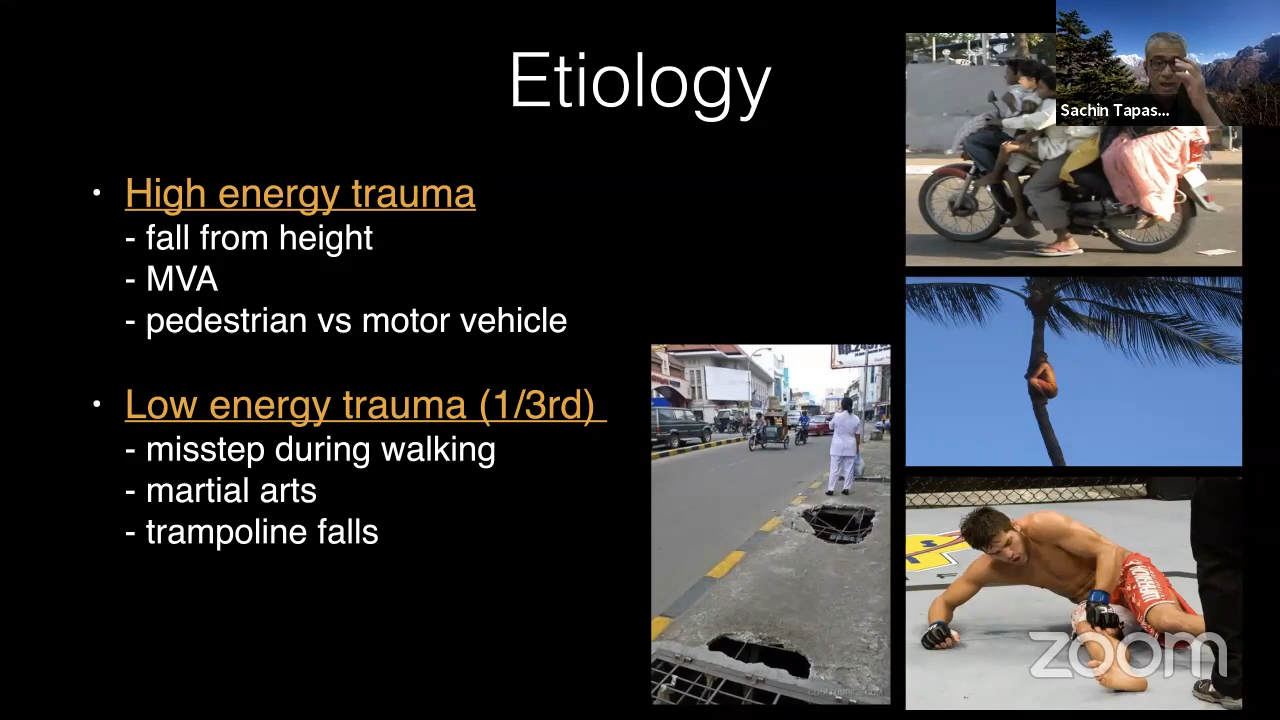 Etiology
Sachin Tapas...
• High energy trauma
- fall from height
- MVA
- pedestrian vs motor vehicle
• Low energy trauma (1/3rd)
- misstep during walking
- martial arts
- trampoline falls
zoom